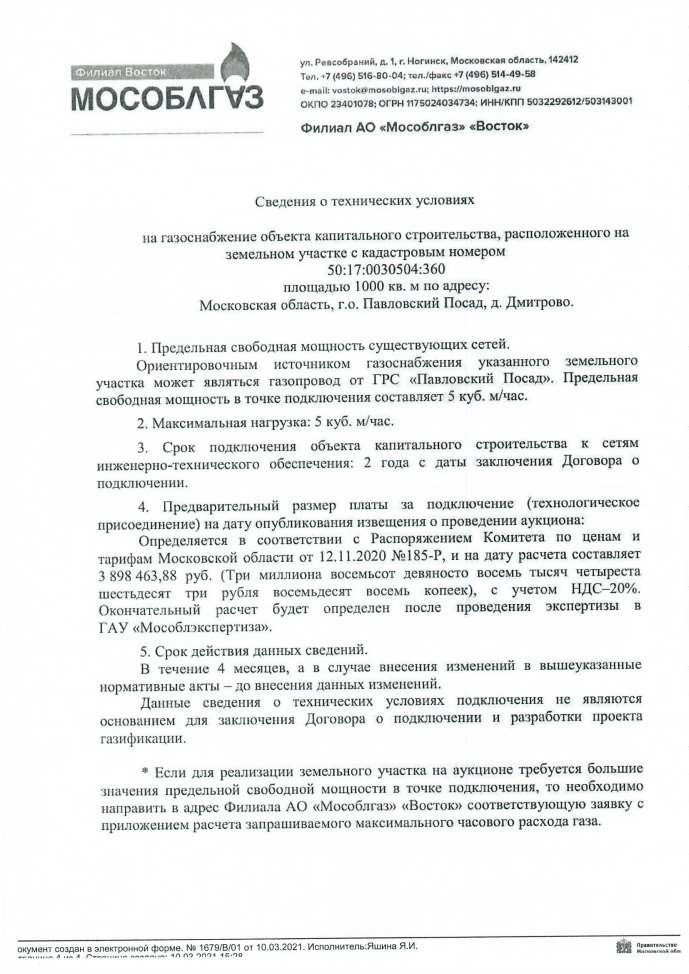 Филиал Восток
МОСОБЛГАЗ
ул. Ревсобраний, д. 1, г. Ногинск, Московская область, 142412
Тел. +7 (496) 516-80-04; тел./факс +7 (496) 514-49-58
e-mail: vostok@mosoblgaz.ru; https://mosoblgaz.ru
ОКПО 23401078; ОГРН 1175024034734; ИНН/КПП 5032292612/503143001
Филиал АО «Мособлгаз» «Восток»
Сведения о технических условиях
на газоснабжение объекта капитального строительства, расположенного на
земельном участке с кадастровым номером
50:17:0030504:360
площадью 1000 кв. м по адресу:
Московская область, г.о. Павловский Посад, д. Дмитрово.
1. Предельная свободная мощность существующих сетей.
Ориентировочным источником газоснабжения указанного земельного
участка может являться газопровод от ГРС «Павловский Посад». Предельная
свободная мощность в точке подключения составляет 5 куб. м/час.
2. Максимальная нагрузка: 5 куб. м/час.
3. Срок подключения объекта капитального строительства к сетям
инженерно-технического обеспечения: 2 года с даты заключения Договора о
подключении.
4. Предварительный размер платы за подключение (технологическое
присоединение) на дату опубликования извещения о проведении аукциона:
Определяется в соответствии с Распоряжением Комитета по ценам и
тарифам Московской области от 12.11.2020 №185-Р, и на дату расчета составляет
3 898 463,88 руб. (Три миллиона восемьсот девяносто восемь тысяч четыреста
шестьдесят три рубля восемьдесят восемь копеек), с учетом НДС–20%.
Окончательный расчет будет определен после проведения экспертизы в
ГАУ «Мособлэкспертиза».
5. Срок действия данных сведений.
В течение 4 месяцев, а в случае внесения изменений в вышеуказанные
нормативные акты – до внесения данных изменений.
Данные сведения о технических условиях подключения не являются
основанием для заключения Договора о подключении и разработки проекта
газификации.
* Если для реализации земельного участка на аукционе требуется большие
значения предельной свободной мощности в точке подключения, то необходимо
направить в адрес Филиала АО «Мособлгаз» «Восток» соответствующую заявку с
приложением расчета запрашиваемого максимального часового расхода газа.
окумент создан в электронной форме. № 1679/В/01 от 10.03.2021. Исполнитель:Яшина Я.И.
Правительство